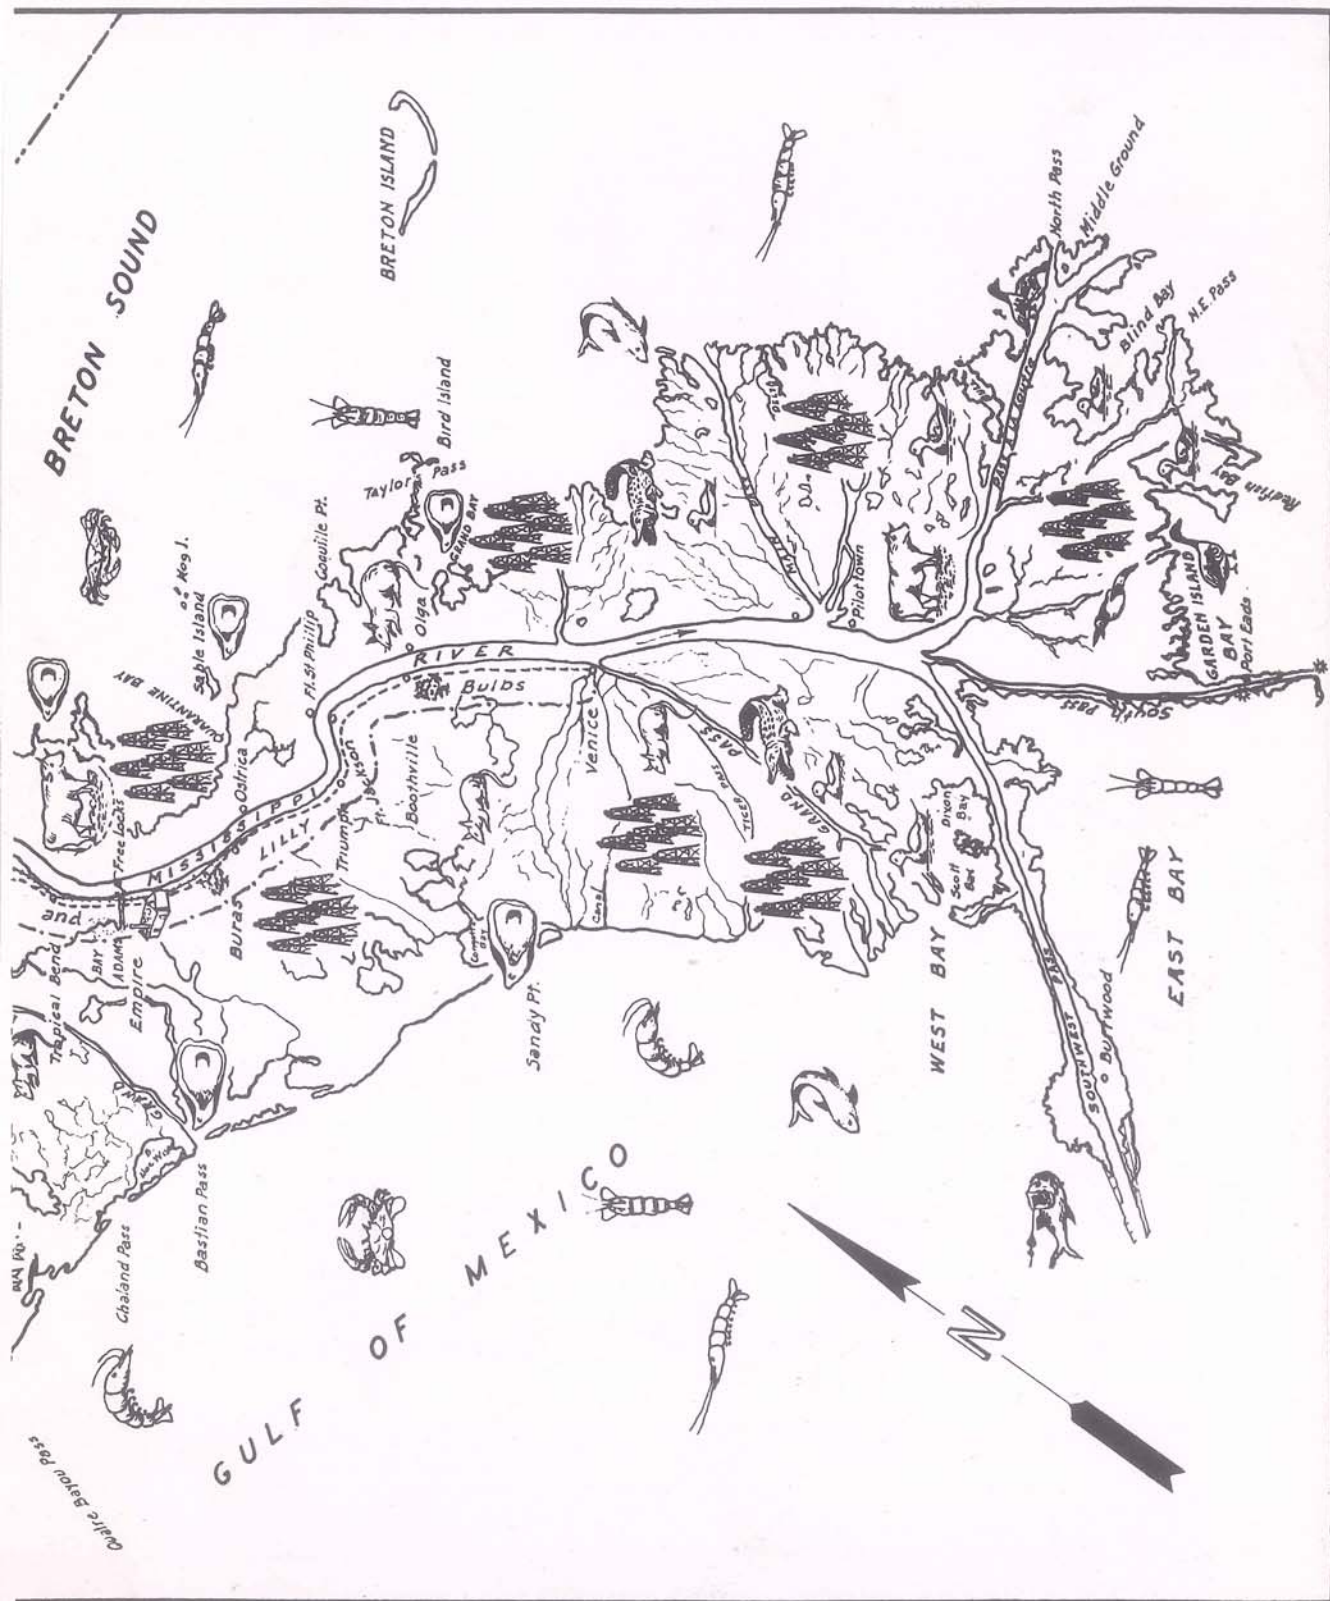 BRETON SOUND
BRETON ISLAND
North Pass
Middle Ground
Blind Bay
N.E. Pass
Redfish Bay
Bird Island
Taylor Pass
GRAND BAY
Coquille Pt.
Hog I.
Sable Island
QUARANTINE BAY
Ft. St. Phillip
Olga
Pilottown
PASS A LOUTRE
GARDEN ISLAND
BAY
Port Eads
South
PASS
MISSISSIPPI
RIVER
Ostrica
Free locks
LILLY
Bulbs
Triumph
Ft. Jackson
Boothville
Venice
Canal
GRAND
PASS
TIGER PASS
Buras
Tropical Bend
BAY
ADAMS
Empire
GRAND
Bastian Pass
Chaland Pass
Sandy Pt.
Dixon
Bay
Scott
Bay
WEST BAY
EAST BAY
SOUTHWEST
PASS
Burrwood
GULF OF MEXICO
N
Bayou Pass